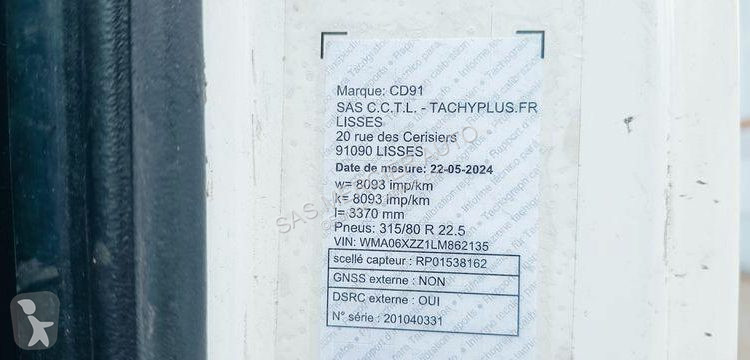 Marque: CD91
SAS C.C.T.L. - TACHYPLUS.FR
LISSES
20 rue des Cerisiers
91090 LISSES
Date de mesure: 22-05-2024
w= 8093 imp/km
k= 8093 imp/km
l= 3370 mm
Pneus: 315/80 R 22.5
VIN: WMA06XZZ1LM862135
scellé capteur : RP01538162
GNSS externe : NON
DSRC externe : OUI
N° série : 201040331